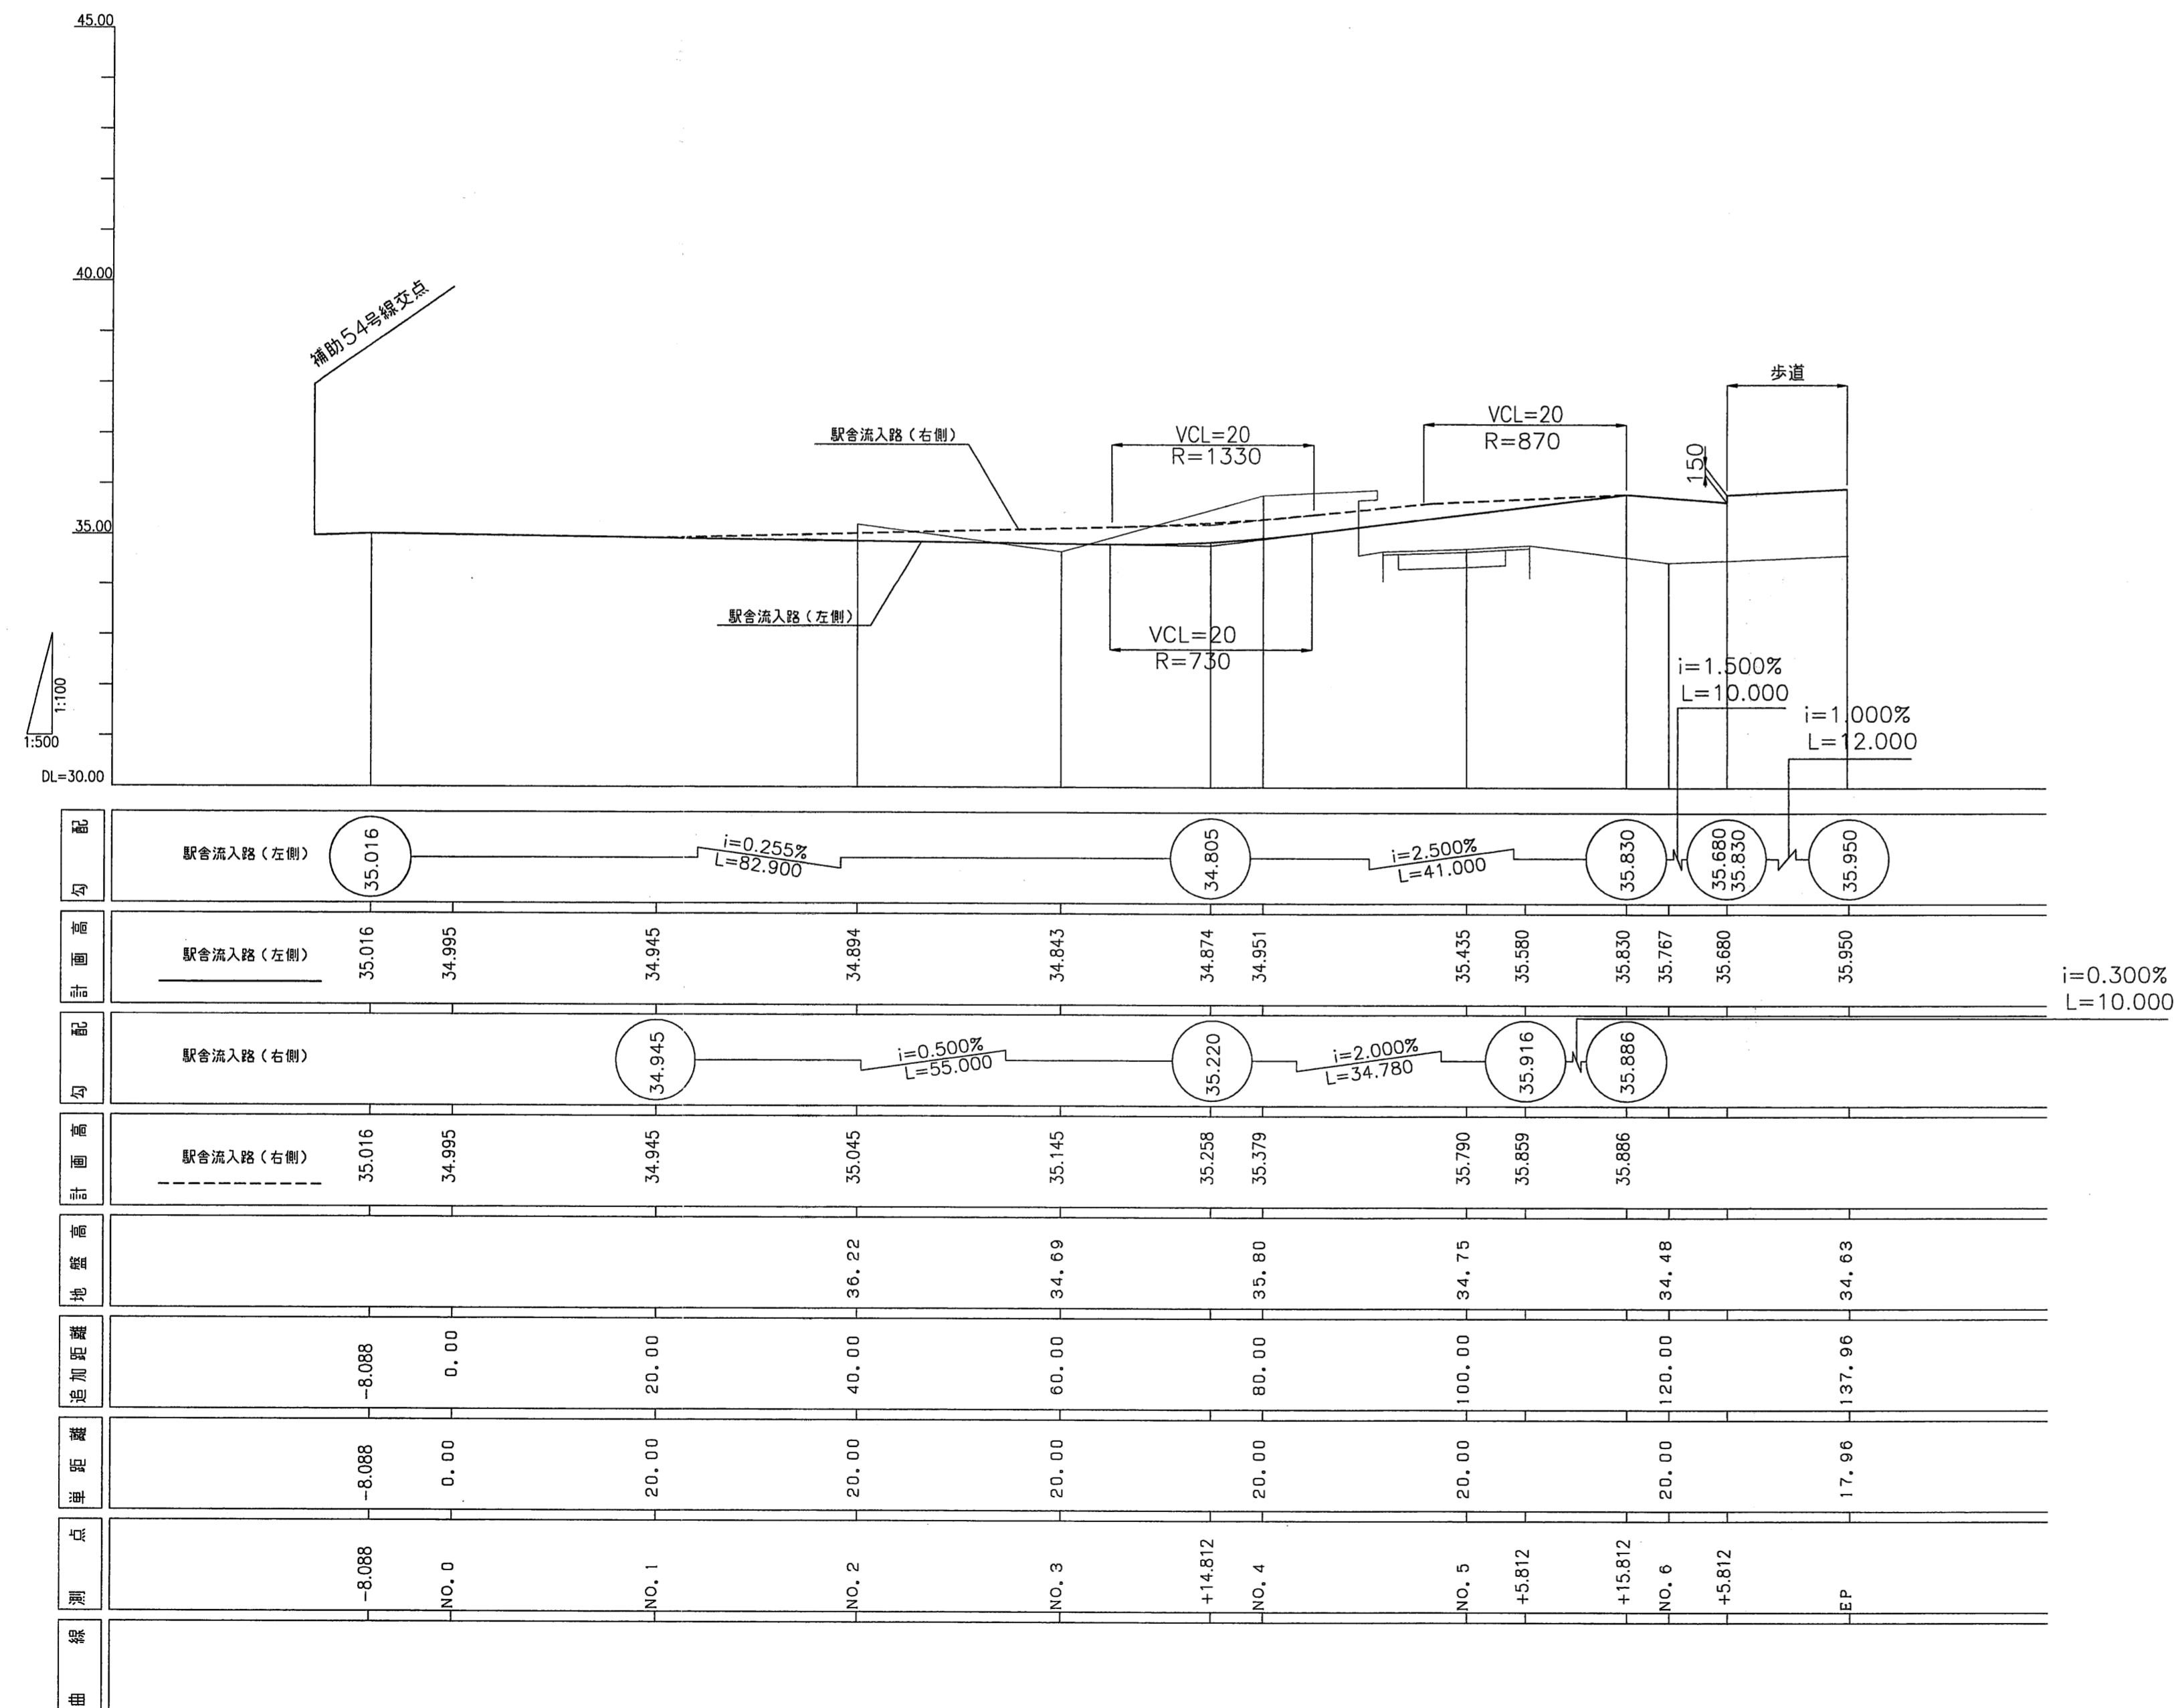 45.00
40.00
補助54号線交点
歩道
VCL=20
R=870
駅舎流入路(右側)
VCL=20
R=1330
150
35.00
駅舎流入路(左側)
VCL=20
R=730
i=1.500%
L=10.000
i=1.000%
L=12.000
1:100
1:500
DL=30.00
勾 配
駅舎流入路(左側)
35.016
i=0.255%
L=82.900
34.805
i=2.500%
L=41.000
35.830
35.680
35.830
35.950
計 画 高
駅舎流入路(左側)
35.016
34.995
34.945
34.894
34.843
34.874
34.951
35.435
35.580
35.830
35.767
35.680
35.950
i=0.300%
L=10.000
勾 配
駅舎流入路(右側)
34.945
i=0.500%
L=55.000
35.220
i=2.000%
L=34.780
35.916
35.886
計 画 高
駅舎流入路(右側)
35.016
34.995
34.945
35.045
35.145
35.258
35.379
35.790
35.859
35.886
地 盤 高
36.22
34.69
35.80
34.75
34.48
34.63
追 加 距 離
-8.088
0.00
20.00
40.00
60.00
80.00
100.00
120.00
137.96
単 距 離
-8.088
0.00
20.00
20.00
20.00
20.00
20.00
20.00
17.96
測 点
-8.088
NO.0
NO.1
NO.2
NO.3
+14.812
NO.4
NO.5
+5.812
+15.812
NO.6
+5.812
EP
曲 線